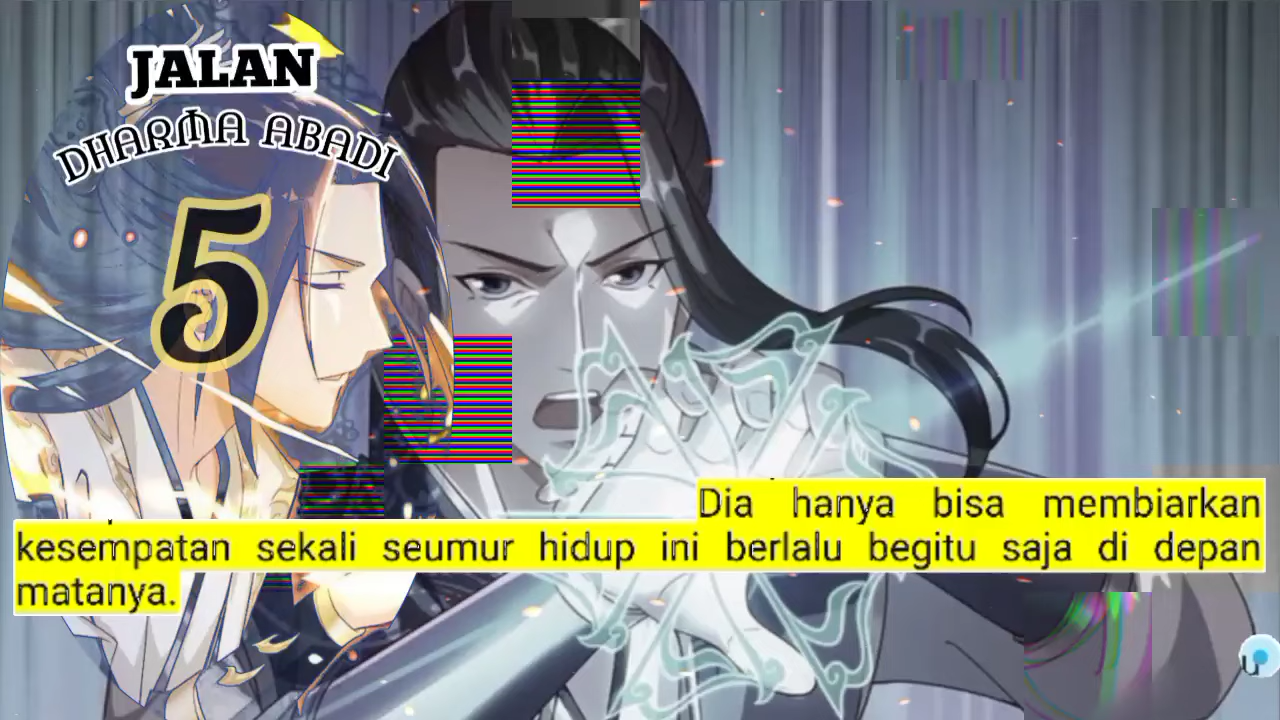 JALAN
DHARMA ABADI
5
Dia hanya bisa membiarkan
kesempatan sekali seumur hidup ini berlalu begitu saja di depan
matanya.
u